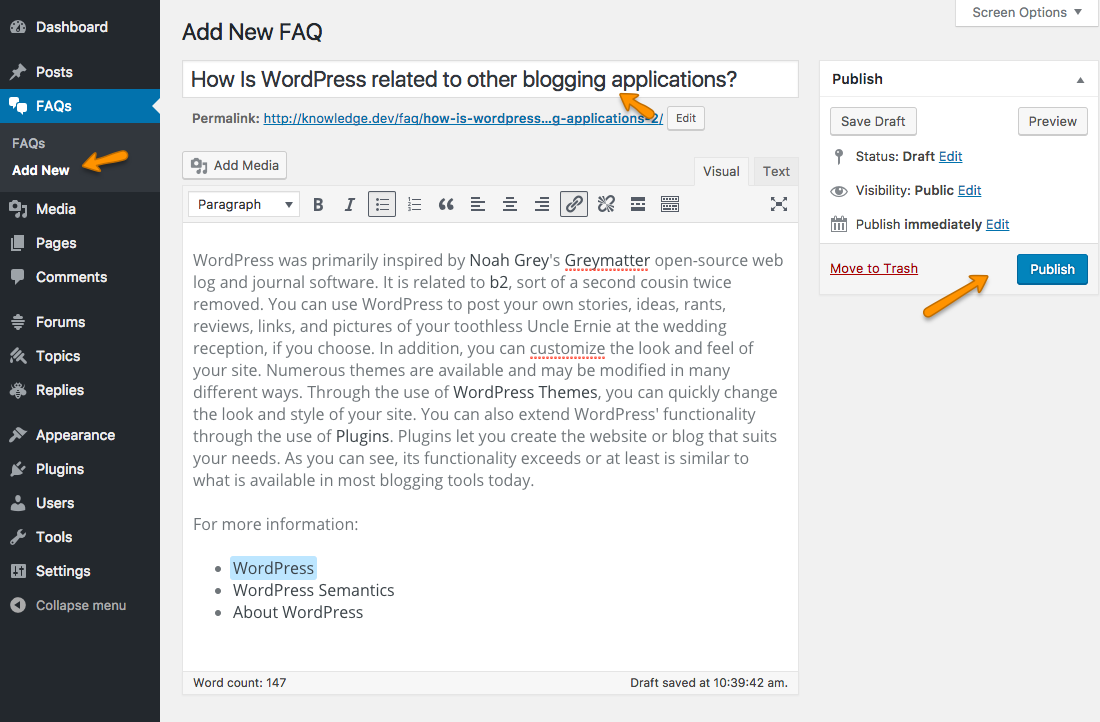 Dashboard
Posts
FAQs
FAQs
Add New
Media
Pages
Comments
Forums
Topics
Replies
Appearance
Plugins
Users
Tools
Settings
Collapse menu
Screen Options
Add New FAQ
How Is WordPress related to other blogging applications?
Permalink: http://knowledge.dev/faq/how-is-wordpress...g-applications-2/ Edit
Add Media
Visual Text
Paragraph
WordPress was primarily inspired by Noah Grey's Greymatter open-source web
log and journal software. It is related to b2, sort of a second cousin twice
removed. You can use WordPress to post your own stories, ideas, rants,
reviews, links, and pictures of your toothless Uncle Ernie at the wedding
reception, if you choose. In addition, you can customize the look and feel of
your site. Numerous themes are available and may be modified in many
different ways. Through the use of WordPress Themes, you can quickly change
the look and style of your site. You can also extend WordPress' functionality
through the use of Plugins. Plugins let you create the website or blog that suits
your needs. As you can see, its functionality exceeds or at least is similar to
what is available in most blogging tools today.
For more information:
WordPress
WordPress Semantics
About WordPress
Word count: 147 Draft saved at 10:39:42 am.
Publish
Save Draft Preview
Status: Draft Edit
Visibility: Public Edit
Publish immediately Edit
Move to Trash Publish